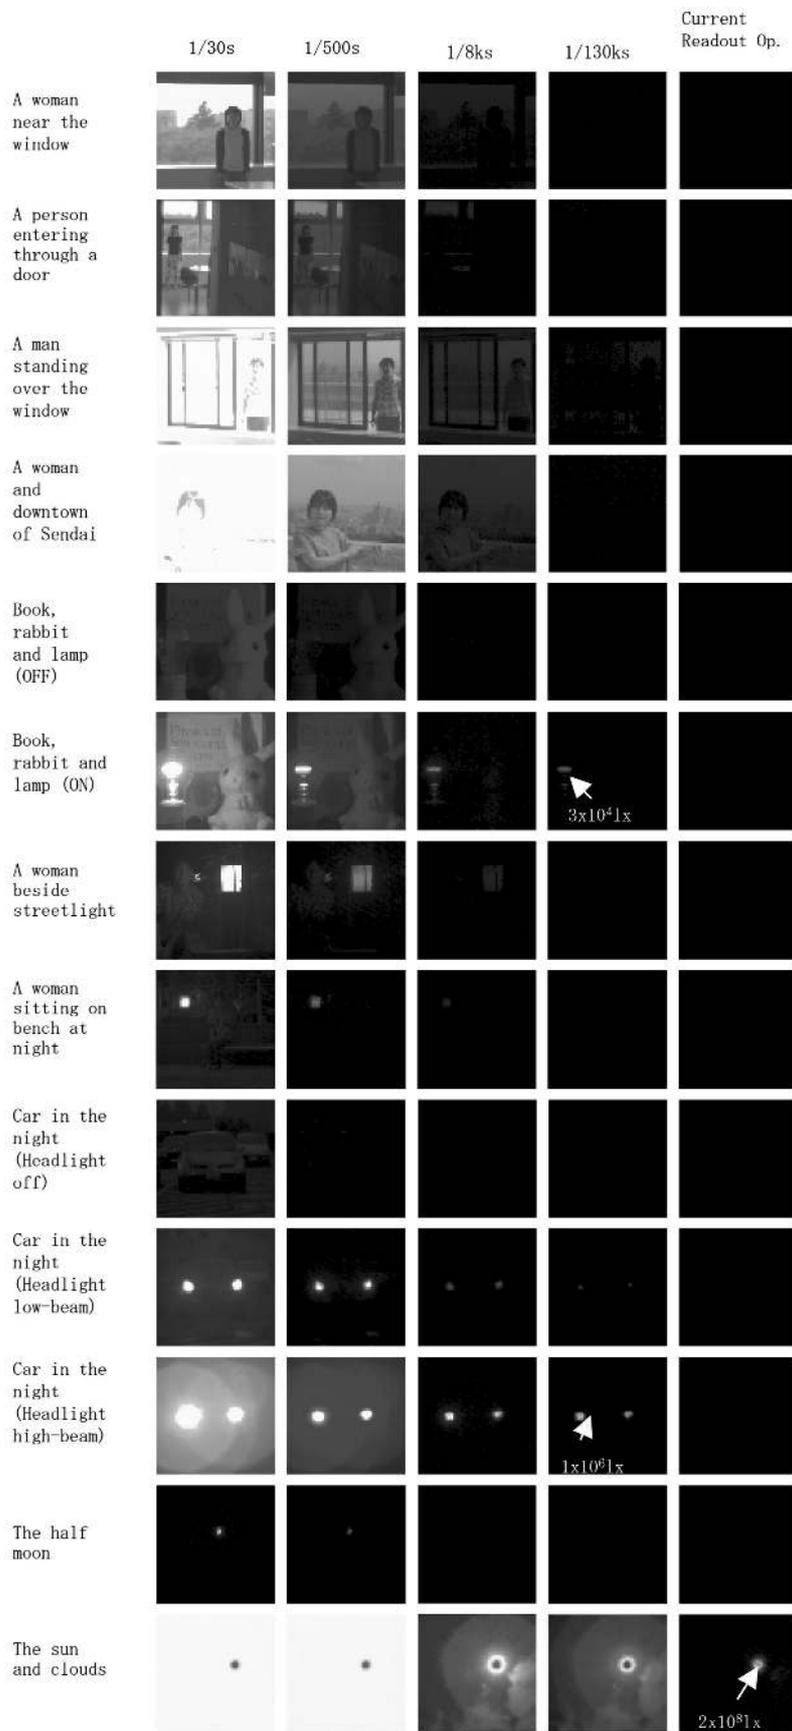 Current
Readout Op.
1/30s
1/500s
1/8ks
1/130ks
A woman
near the
window
A person
entering
through a
door
A man
standing
over the
window
A woman
and
downtown
of Sendai
Book,
rabbit
and lamp
(OFF)
Book,
rabbit and
lamp (ON)
3x10⁴lx
A woman
beside
streetlight
A woman
sitting on
bench at
night
Car in the
night
(Headlight
off)
Car in the
night
(Headlight
low-beam)
Car in the
night
(Headlight
high-beam)
1x10⁶lx
The half
moon
The sun
and clouds
2x10⁸lx